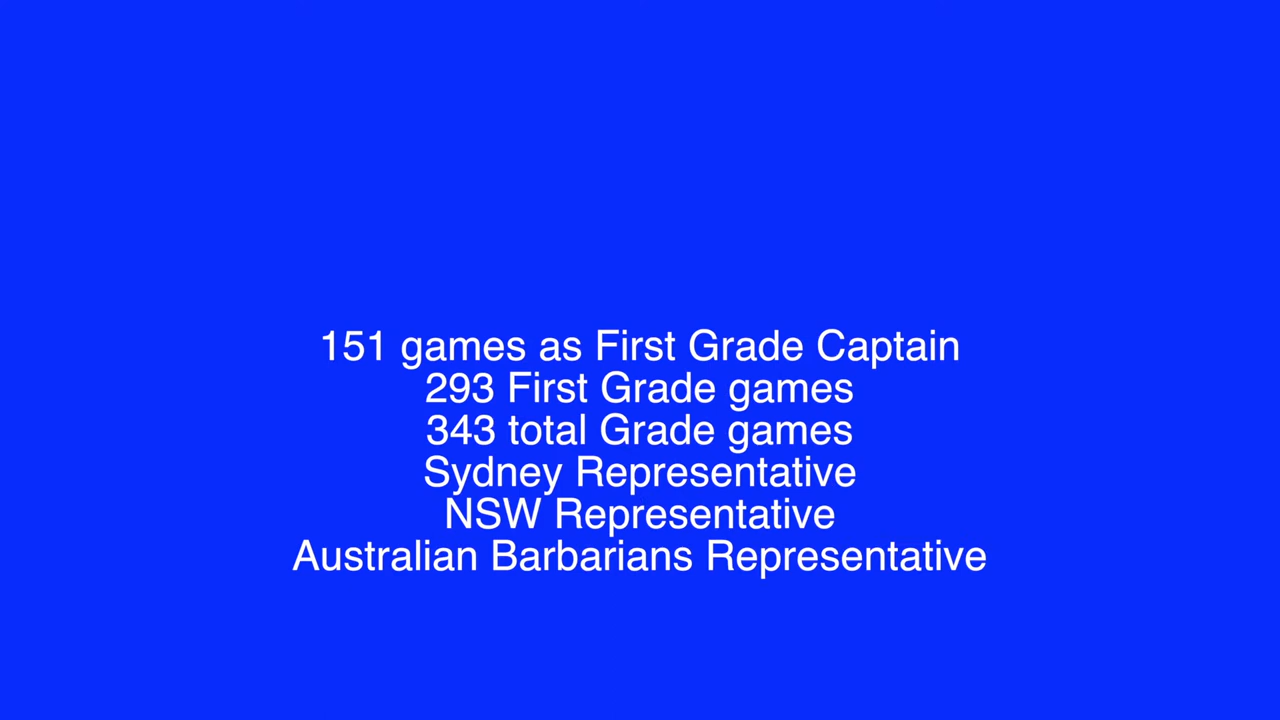 151 games as First Grade Captain
293 First Grade games
343 total Grade games
Sydney Representative
NSW Representative
Australian Barbarians Representative